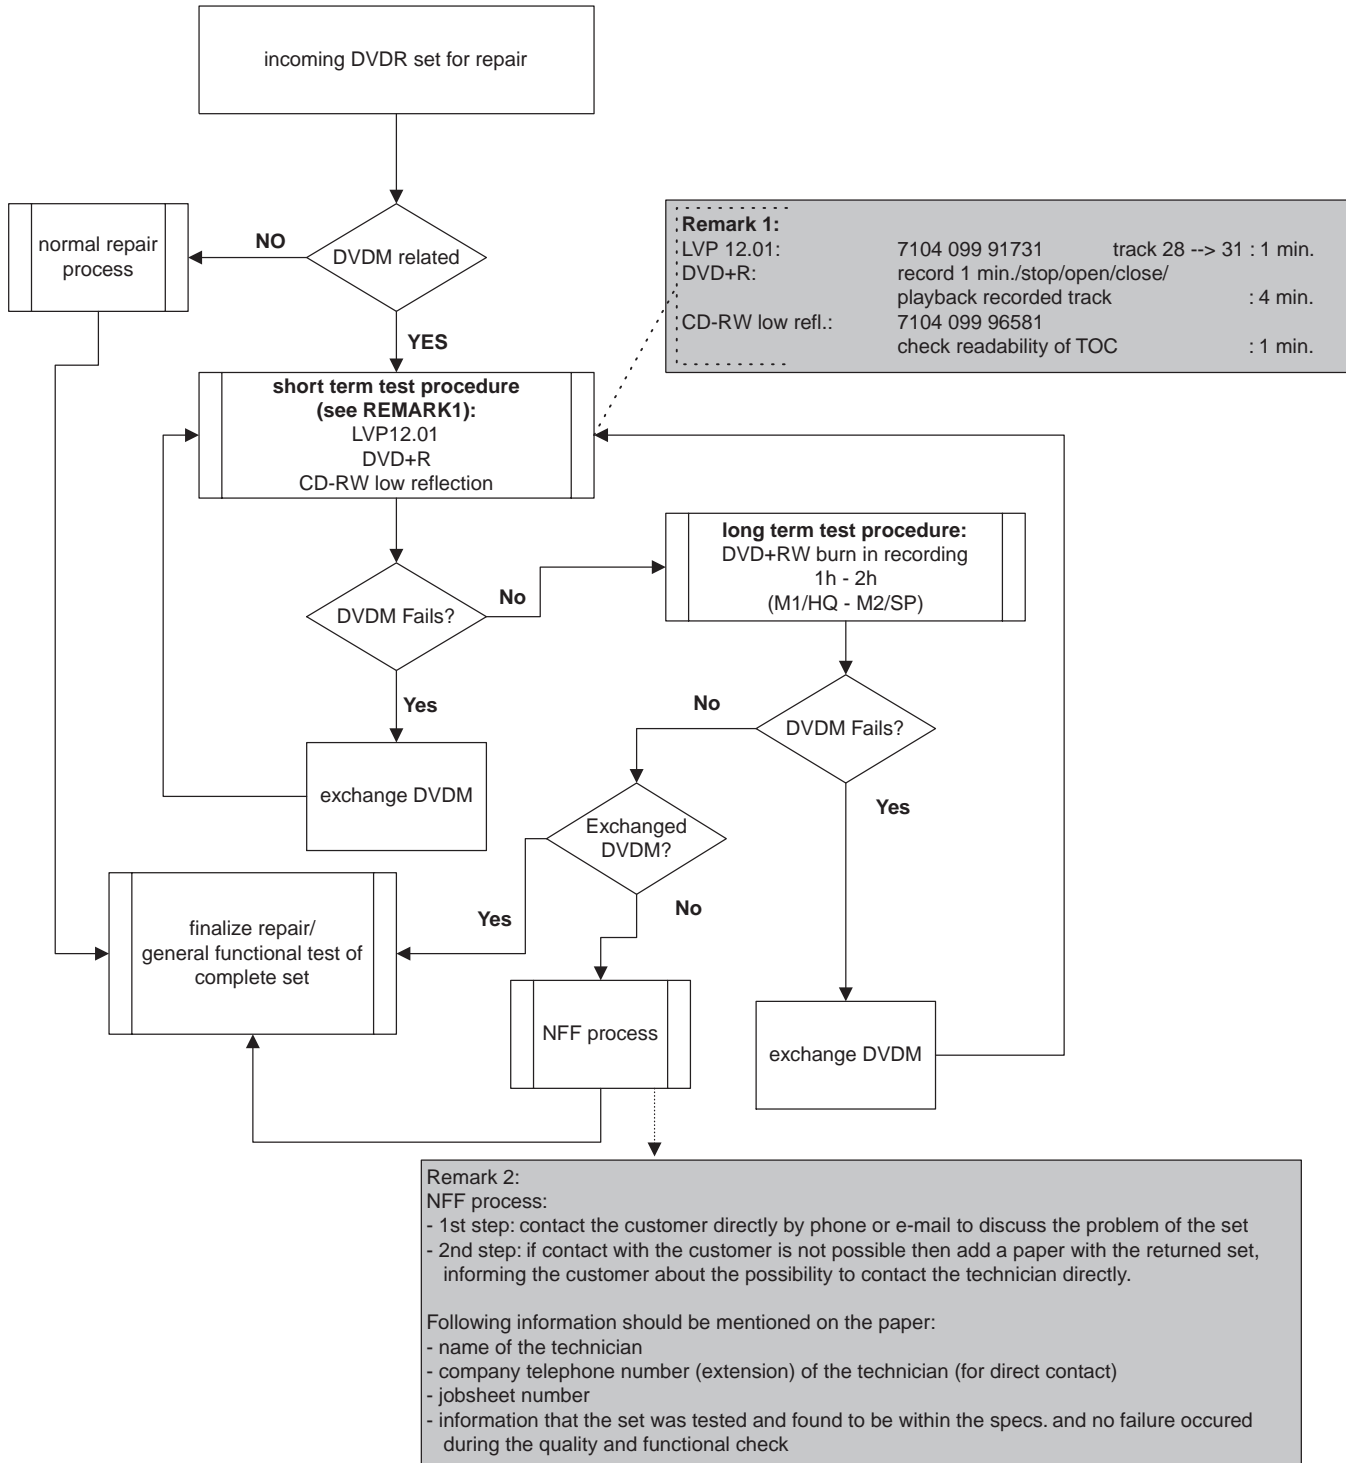 incoming DVDR set for repair
normal repair
process
NO
DVDM related
YES
Remark 1:
LVP 12.01: 7104 099 91731 track 28 --> 31 : 1 min.
DVD+R: record 1 min./stop/open/close/
playback recorded track : 4 min.
CD-RW low refl.: 7104 099 96581
check readability of TOC : 1 min.
short term test procedure
(see REMARK1):
LVP12.01
DVD+R
CD-RW low reflection
long term test procedure:
DVD+RW burn in recording
1h - 2h
(M1/HQ - M2/SP)
DVDM Fails?
No
Yes
exchange DVDM
DVDM Fails?
No
Yes
Exchanged
DVDM?
Yes
No
finalize repair/
general functional test of
complete set
NFF process
exchange DVDM
Remark 2:
NFF process:
- 1st step: contact the customer directly by phone or e-mail to discuss the problem of the set
- 2nd step: if contact with the customer is not possible then add a paper with the returned set,
informing the customer about the possibility to contact the technician directly.
Following information should be mentioned on the paper:
- name of the technician
- company telephone number (extension) of the technician (for direct contact)
- jobsheet number
- information that the set was tested and found to be within the specs. and no failure occured
during the quality and functional check